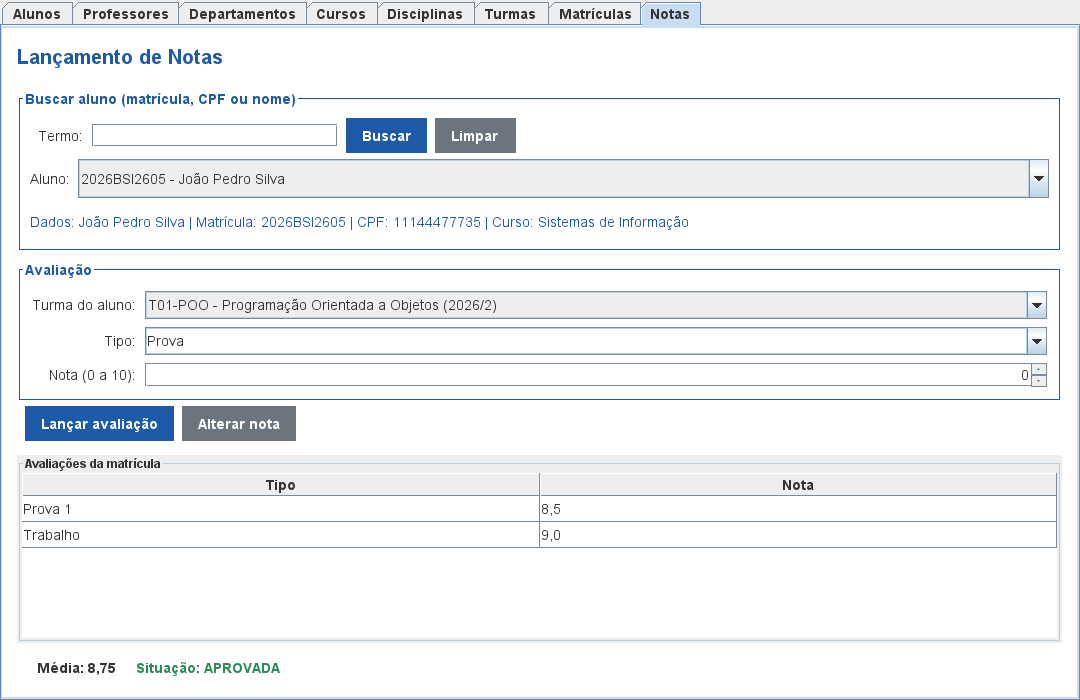 Alunos Professores Departamentos Cursos Disciplinas Turmas Matrículas Notas
Lançamento de Notas
Buscar aluno (matrícula, CPF ou nome)
Termo: Buscar Limpar
Aluno: 2026BSI2605 - João Pedro Silva
Dados: João Pedro Silva | Matrícula: 2026BSI2605 | CPF: 11144477735 | Curso: Sistemas de Informação
Avaliação
Turma do aluno: T01-POO - Programação Orientada a Objetos (2026/2)
Tipo: Prova
Nota (0 a 10): 0
Lançar avaliação Alterar nota
Avaliações da matrícula
Tipo Nota
Prova 1 8,5
Trabalho 9,0
Média: 8,75 Situação: APROVADA